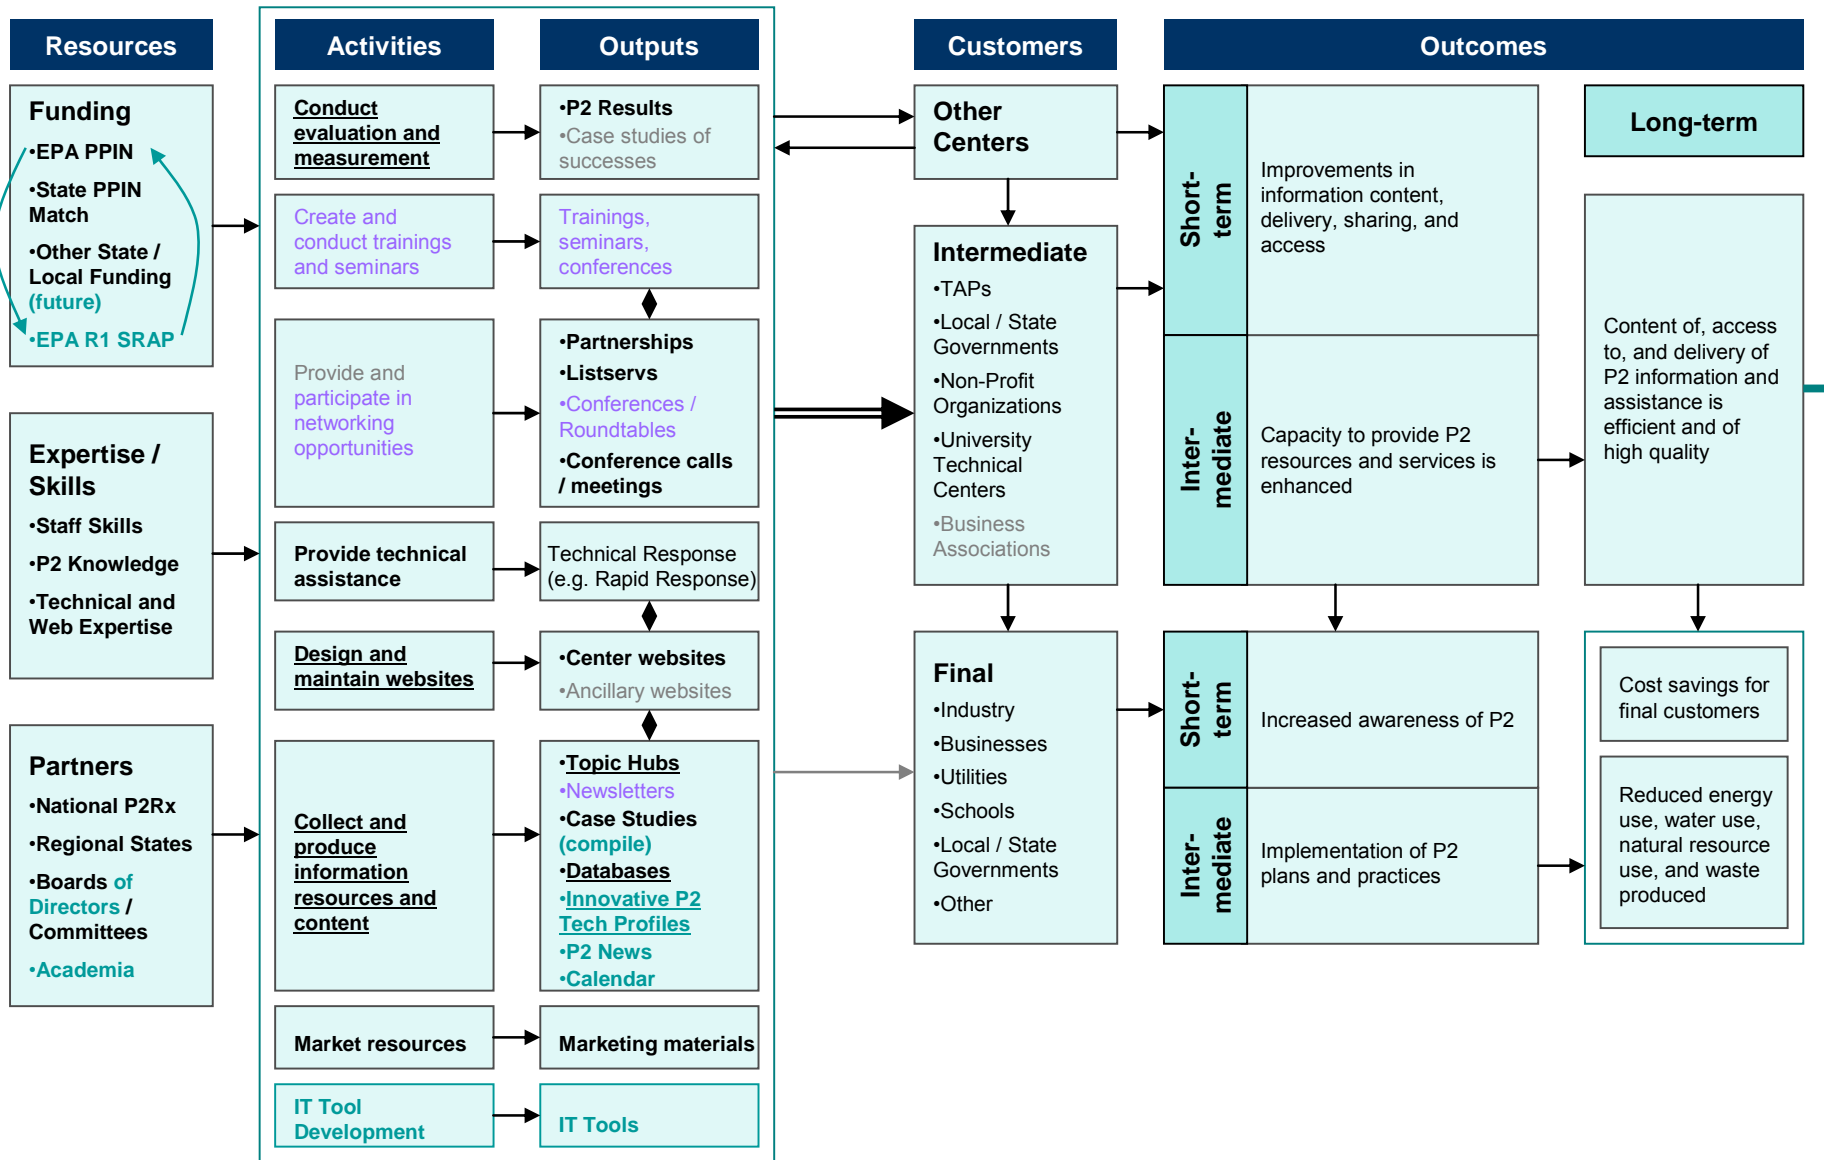 Resources
Funding
•EPA PPIN
•State PPIN
Match
•Other State /
Local Funding
(future)
•EPA R1 SRAP
Expertise /
Skills
•Staff Skills
•P2 Knowledge
•Technical and
Web Expertise
Partners
•National P2Rx
•Regional States
•Boards of
Directors /
Committees
•Academia
Activities
Conduct
evaluation and
measurement
Create and
conduct trainings
and seminars
Provide and
participate in
networking
opportunities
Provide technical
assistance
Design and
maintain websites
Collect and
produce
information
resources and
content
Market resources
IT Tool
Development
Outputs
•P2 Results
•Case studies of
successes
Trainings,
seminars,
conferences
•Partnerships
•Listservs
•Conferences /
Roundtables
•Conference calls
/ meetings
Technical Response
(e.g. Rapid Response)
•Center websites
•Ancillary websites
•Topic Hubs
•Newsletters
•Case Studies
(compile)
•Databases
•Innovative P2
Tech Profiles
•P2 News
•Calendar
Marketing materials
IT Tools
Customers
Other
Centers
Intermediate
•TAPs
•Local / State
Governments
•Non-Profit
Organizations
•University
Technical
Centers
•Business
Associations
Final
•Industry
•Businesses
•Utilities
•Schools
•Local / State
Governments
•Other
Outcomes
Short-
term
Improvements in
information content,
delivery, sharing, and
access
Inter-
mediate
Capacity to provide P2
resources and services is
enhanced
Short-
term
Increased awareness of P2
Inter-
mediate
Implementation of P2
plans and practices
Long-term
Content of, access
to, and delivery of
P2 information and
assistance is
efficient and of
high quality
Cost savings for
final customers
Reduced energy
use, water use,
natural resource
use, and waste
produced